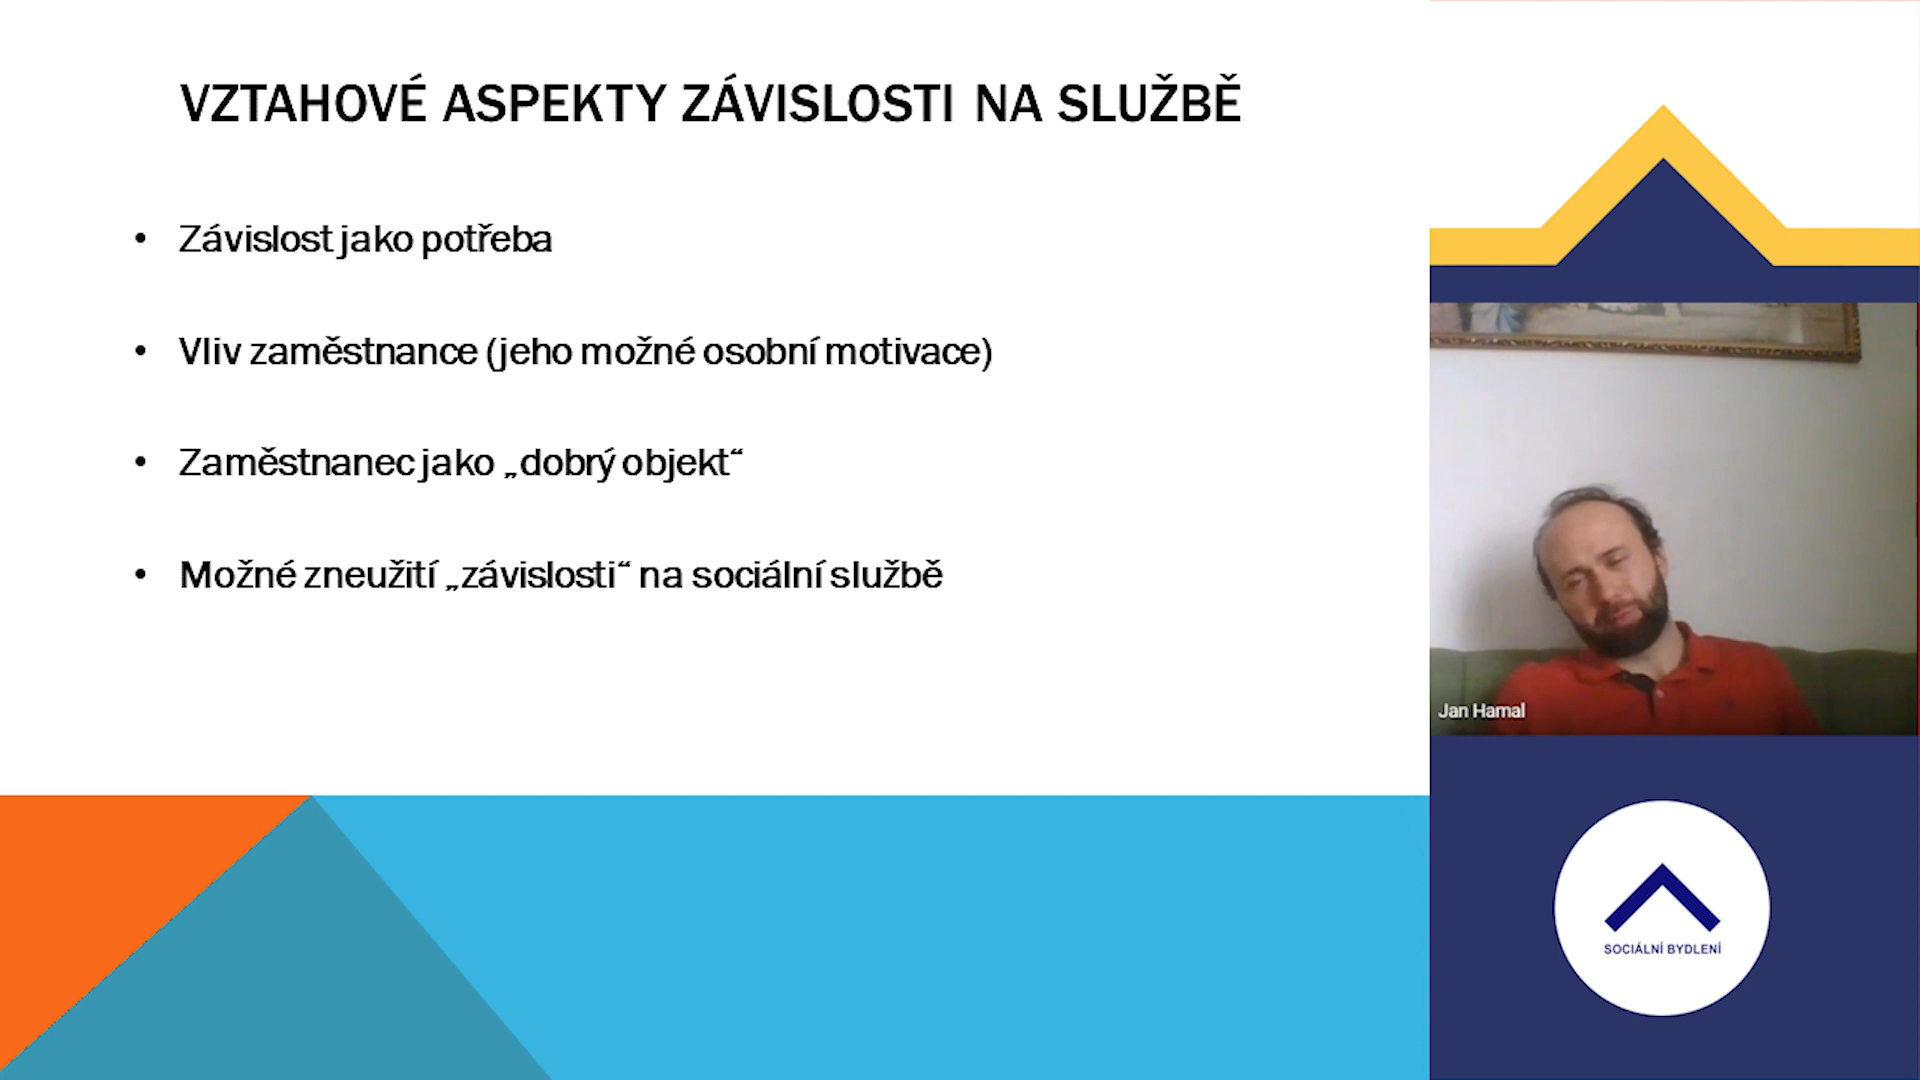 VZTAHOVÉ ASPEKTY ZÁVISLOSTI NA SLUŽBĚ
• Závislost jako potřeba
• Vliv zaměstnance (jeho možné osobní motivace)
• Zaměstnanec jako „dobrý objekt“
• Možné zneužití „závislosti“ na sociální službě
Jan Hamal
SOCIÁLNÍ BYDLENÍ